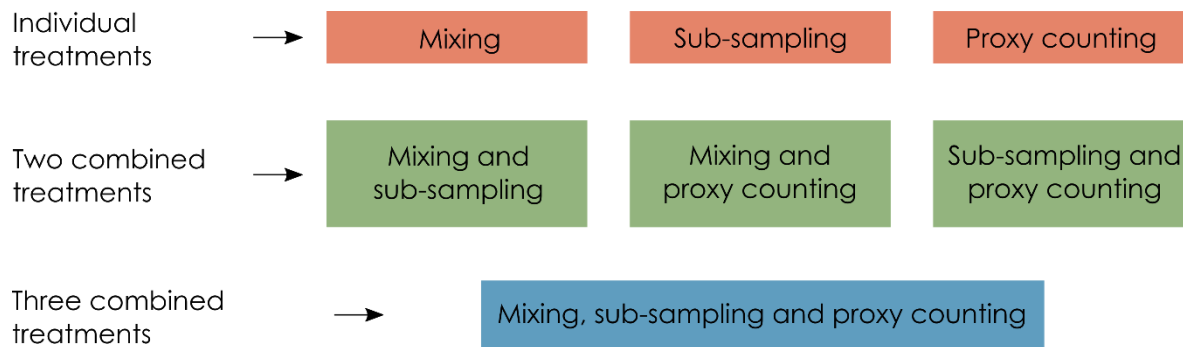 Individual
treatments
Mixing
Sub-sampling
Proxy counting
Two combined
treatments
Mixing and
sub-sampling
Mixing and
proxy counting
Sub-sampling and
proxy counting
Three combined
treatments
Mixing, sub-sampling and proxy counting